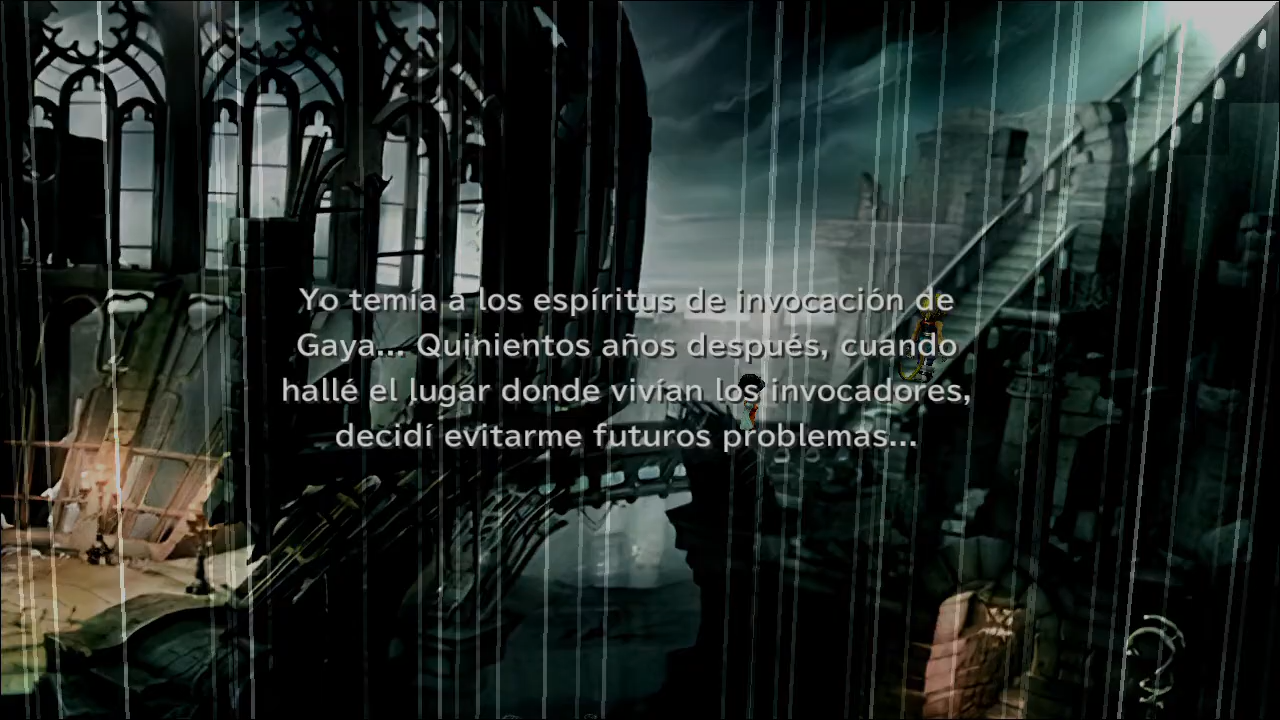 Yo temía a los espíritus de invocación de
Gaya... Quinientos años después, cuando
hallé el lugar donde vivían los invocadores,
decidí evitarme futuros problemas...